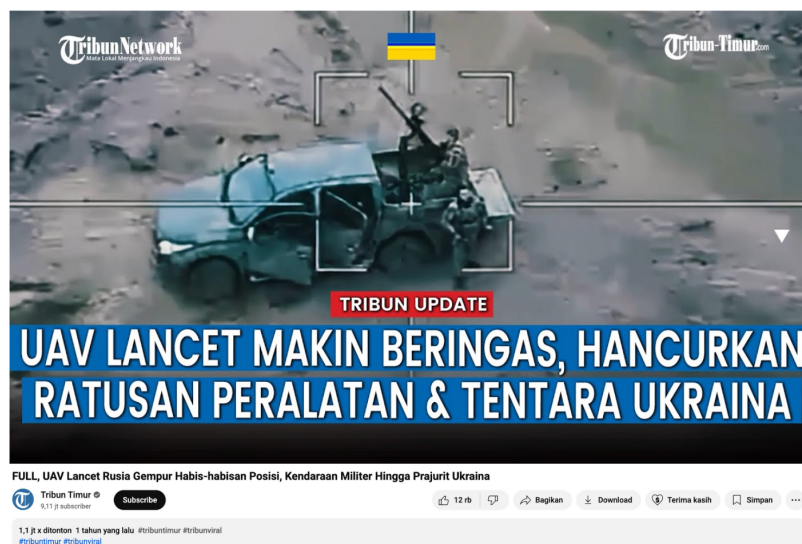 TribunNetwork
Mata Lokal Menjangkau Indonesia
Tribun-Timur.com
TRIBUN UPDATE
UAV LANCET MAKIN BERINGAS, HANCURKAN
RATUSAN PERALATAN & TENTARA UKRAINA
FULL, UAV Lancet Rusia Gempur Habis-habisan Posisi, Kendaraan Militer Hingga Prajurit Ukraina
Tribun Timur
9,11 jt subscriber
Subscribe
12 rb
Bagikan
Download
Terima kasih
Simpan
1,1 jt x ditonton 1 tahun yang lalu #tribuntimur #tribunviral
#tribuntimur #tribunviral